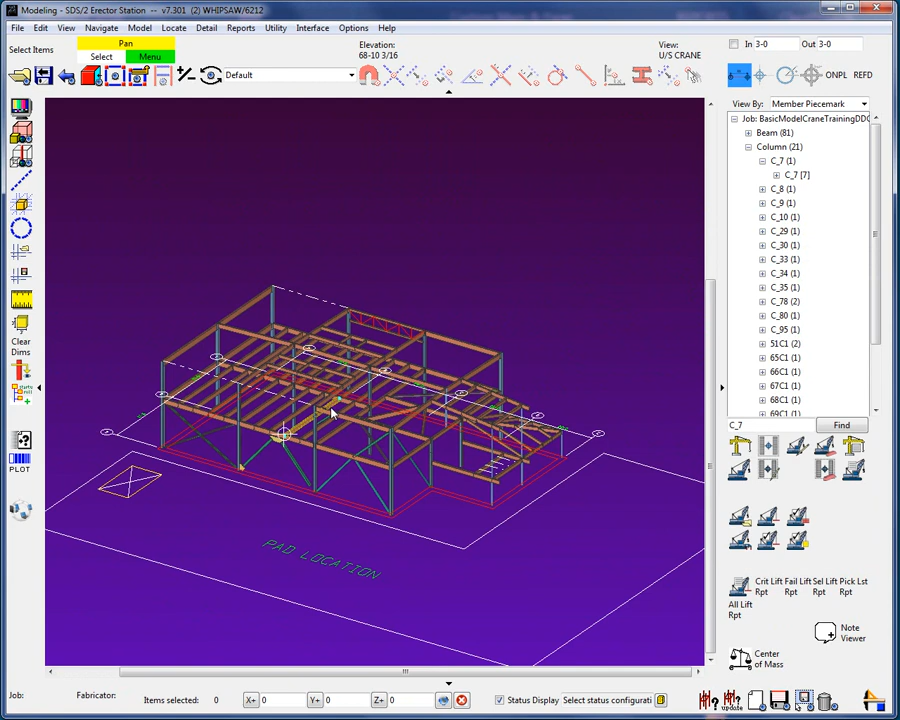 Modeling - SDS/2 Erector Station -- v7.301 (2) WHIPSAW/6212
File Edit View Navigate Model Locate Detail Reports Utility Interface Options Help
Select Items
Pan
Select Menu
Elevation:
68-10 3/16
View:
U/S CRANE
In 3-0 Out 3-0
Default
ONPL REFD
View By: Member Piecemark
Job: BasicModelCraneTrainingDDC
Beam (81)
Column (21)
C_7 (1)
C_7 [7]
C_8 (1)
C_9 (1)
C_10 (1)
C_29 (1)
C_30 (1)
C_33 (1)
C_34 (1)
C_35 (1)
C_78 (2)
C_80 (1)
C_95 (1)
51C1 (2)
65C1 (1)
66C1 (1)
67C1 (1)
69C1 (1)
C_7 Find
Clear
Dims
PLOT
PAD LOCATION
Crit Lift Rpt
Fail Lift Rpt
Sel Lift Rpt
Pick Lst Rpt
All Lift
Rpt
Note
Viewer
Center
of Mass
Job: Fabricator: Items selected: 0 X+ 0 Y+ 0 Z+ 0 Status Display Select status configurati
update